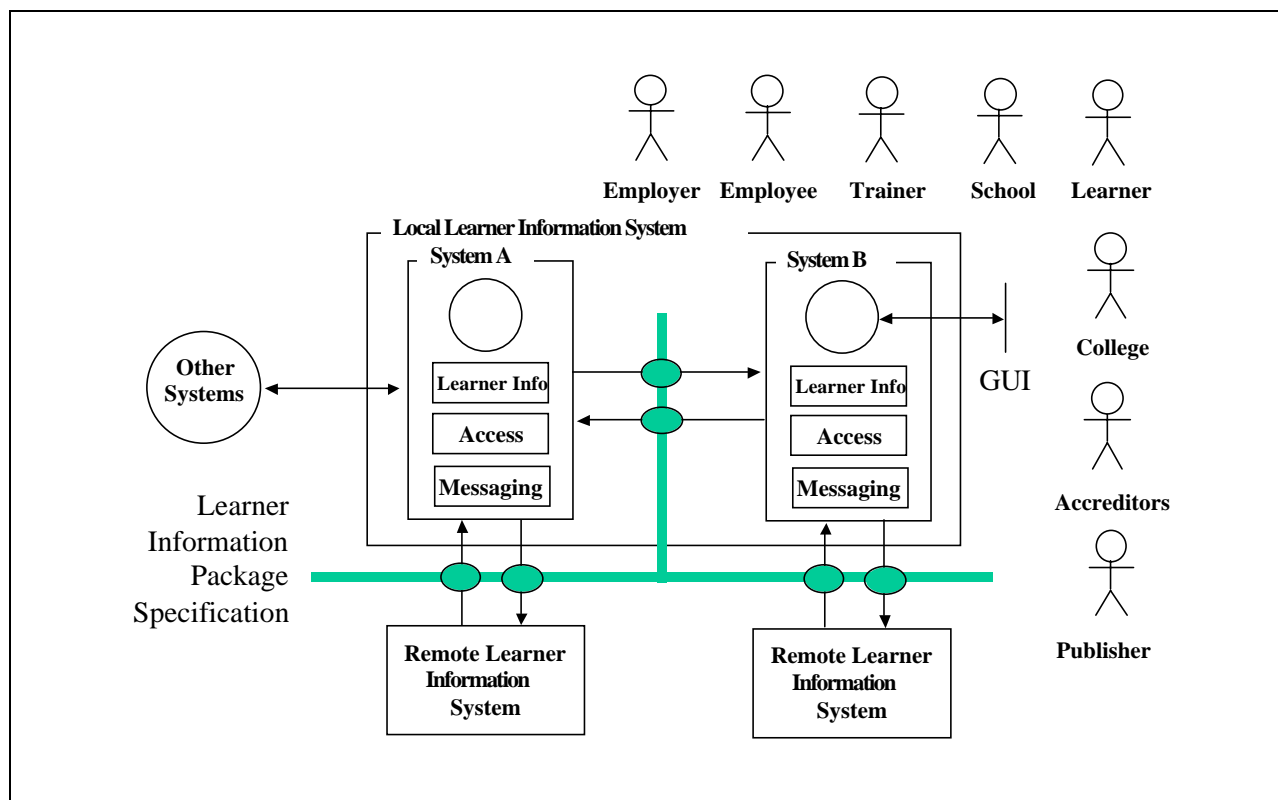 Employer
Employee
Trainer
School
Learner
Local Learner Information System
System A
System B
College
Other
Systems
GUI
Learner Info
Access
Messaging
Learner Info
Access
Messaging
Accreditors
Learner
Information
Package
Specification
Remote Learner
Information
System
Remote Learner
Information
System
Publisher